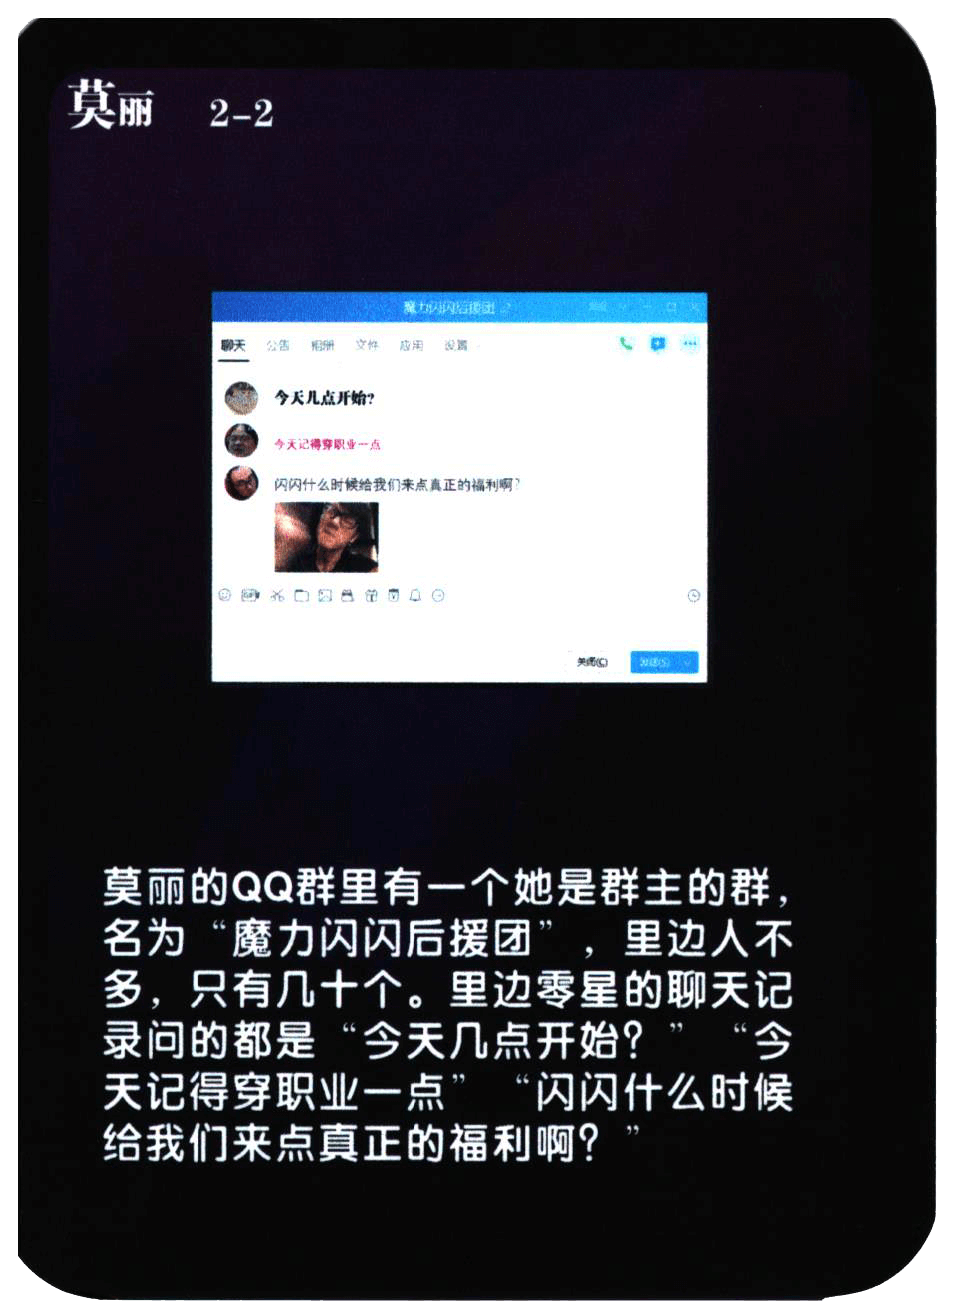 莫丽 2-2
魔力闪闪后援团
聊天 公告 相册 文件 应用 设置
今天几点开始?
今天记得穿职业一点
闪闪什么时候给我们来点真正的福利啊?
关闭(C) 发送(S)
莫丽的QQ群里有一个她是群主的群，
名为“魔力闪闪后援团”，里边人不
多，只有几十个。里边零星的聊天记
录问的都是“今天几点开始？”“今
天记得穿职业一点”“闪闪什么时候
给我们来点真正的福利啊？”